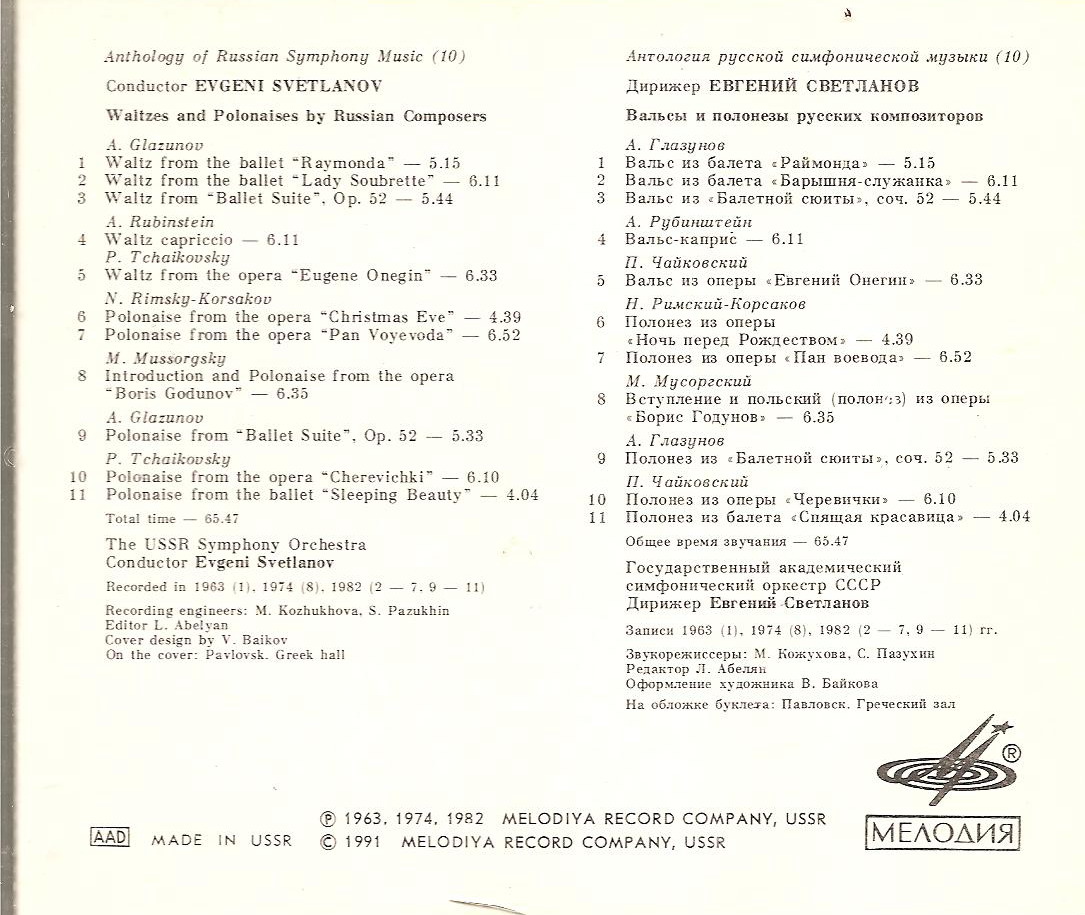 Anthology of Russian Symphony Music (10)
Conductor EVGENI SVETLANOV
Waltzes and Polonaises by Russian Composers
A. Glazunov
1 Waltz from the ballet "Raymonda" — 5.15
2 Waltz from the ballet "Lady Soubrette" — 6.11
3 Waltz from "Ballet Suite", Op. 52 — 5.44
A. Rubinstein
4 Waltz capriccio — 6.11
P. Tchaikovsky
5 Waltz from the opera "Eugene Onegin" — 6.33
N. Rimsky-Korsakov
6 Polonaise from the opera "Christmas Eve" — 4.39
7 Polonaise from the opera "Pan Voyevoda" — 6.52
M. Mussorgsky
8 Introduction and Polonaise from the opera
"Boris Godunov" — 6.35
A. Glazunov
9 Polonaise from "Ballet Suite", Op. 52 — 5.33
P. Tchaikovsky
10 Polonaise from the opera "Cherevichki" — 6.10
11 Polonaise from the ballet "Sleeping Beauty" — 4.04
Total time — 65.47
The USSR Symphony Orchestra
Conductor Evgeni Svetlanov
Recorded in 1963 (1), 1974 (8), 1982 (2 — 7, 9 — 11)
Recording engineers: M. Kozhukhova, S. Pazukhin
Editor L. Abelyan
Cover design by V. Baikov
On the cover: Pavlovsk. Greek hall
Антология русской симфонической музыки (10)
Дирижер ЕВГЕНИЙ СВЕТЛАНОВ
Вальсы и полонезы русских композиторов
А. Глазунов
1 Вальс из балета «Раймонда» — 5.15
2 Вальс из балета «Барышня-служанка» — 6.11
3 Вальс из «Балетной сюиты», соч. 52 — 5.44
А. Рубинштейн
4 Вальс-каприс — 6.11
П. Чайковский
5 Вальс из оперы «Евгений Онегин» — 6.33
Н. Римский-Корсаков
6 Полонез из оперы
«Ночь перед Рождеством» — 4.39
7 Полонез из оперы «Пан воевода» — 6.52
М. Мусоргский
8 Вступление и польский (полонез) из оперы
«Борис Годунов» — 6.35
А. Глазунов
9 Полонез из «Балетной сюиты», соч. 52 — 5.33
П. Чайковский
10 Полонез из оперы «Черевички» — 6.10
11 Полонез из балета «Спящая красавица» — 4.04
Общее время звучания — 65.47
Государственный академический
симфонический оркестр СССР
Дирижер Евгений Светланов
Записи 1963 (1), 1974 (8), 1982 (2 — 7, 9 — 11) гг.
Звукорежиссеры: М. Кожухова, С. Пазухин
Редактор Л. Абелян
Оформление художника В. Байкова
На обложке буклета: Павловск. Греческий зал
®
МЕЛОДИЯ
AAD MADE IN USSR
℗ 1963, 1974, 1982 MELODIYA RECORD COMPANY, USSR
© 1991 MELODIYA RECORD COMPANY, USSR